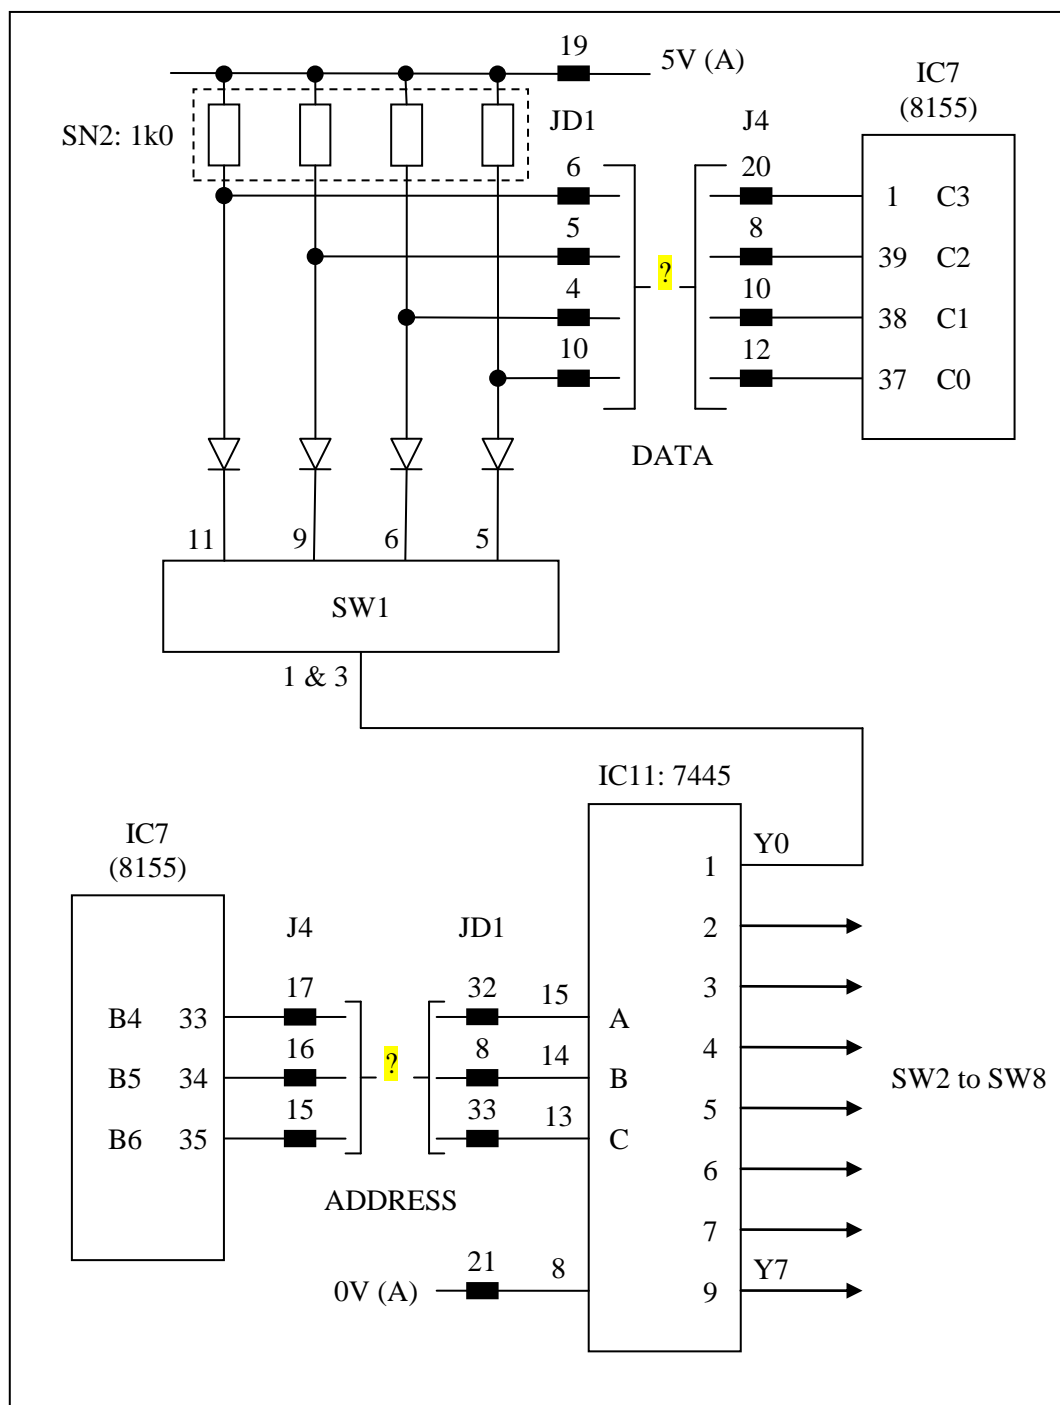 19
5V (A)
IC7
(8155)
SN2: 1k0
JD1
J4
6
20
1 C3
5
8
39 C2
?
4
10
38 C1
10
12
37 C0
DATA
11 9 6 5
SW1
1 & 3
IC11: 7445
IC7
(8155)
Y0
1
J4
JD1
2
17
32
15
3
B4 33
A
16
8
14
4
?
B5 34
B
SW2 to SW8
15
33
13
5
B6 35
C
6
ADDRESS
7
21
8
Y7
0V (A)
9